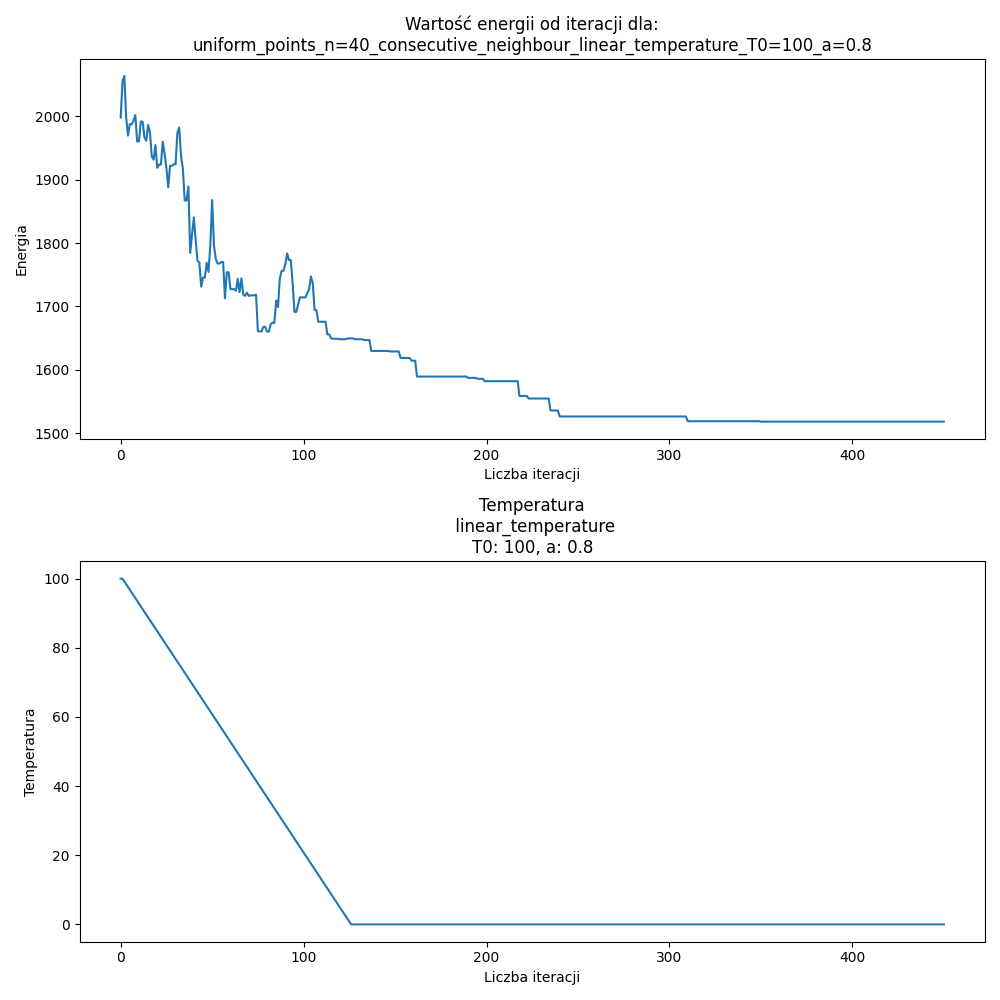 Wartość energii od iteracji dla:
uniform_points_n=40_consecutive_neighbour_linear_temperature_T0=100_a=0.8
Energia
2000
1900
1800
1700
1600
1500
0 100 200 300 400
Liczba iteracji
Temperatura
linear_temperature
T0: 100, a: 0.8
Temperatura
100
80
60
40
20
0
0 100 200 300 400
Liczba iteracji